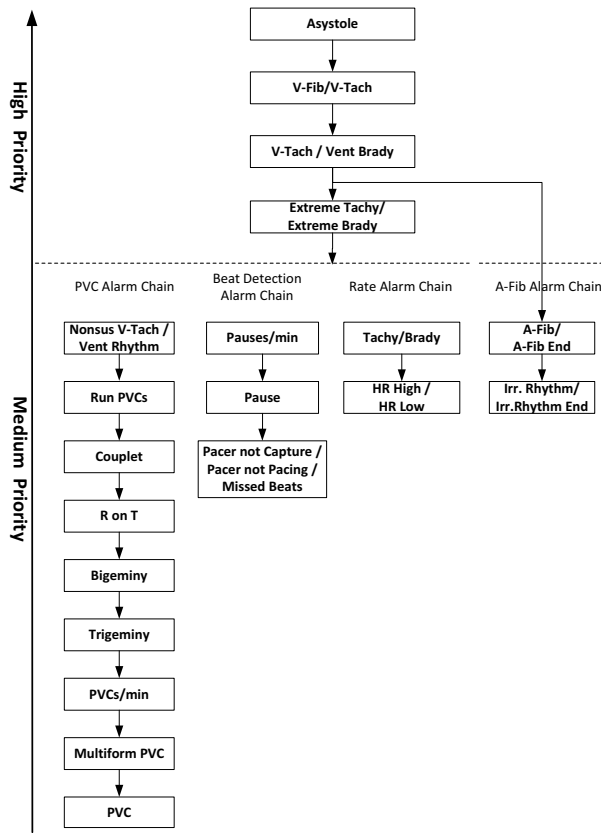 Asystole
V-Fib/V-Tach
V-Tach / Vent Brady
Extreme Tachy/
Extreme Brady
High Priority
PVC Alarm Chain
Nonsus V-Tach /
Vent Rhythm
Run PVCs
Couplet
R on T
Bigeminy
Trigeminy
PVCs/min
Multiform PVC
PVC
Beat Detection
Alarm Chain
Pauses/min
Pause
Pacer not Capture /
Pacer not Pacing /
Missed Beats
Rate Alarm Chain
Tachy/Brady
HR High /
HR Low
A-Fib Alarm Chain
A-Fib/
A-Fib End
Irr. Rhythm/
Irr.Rhythm End
Medium Priority